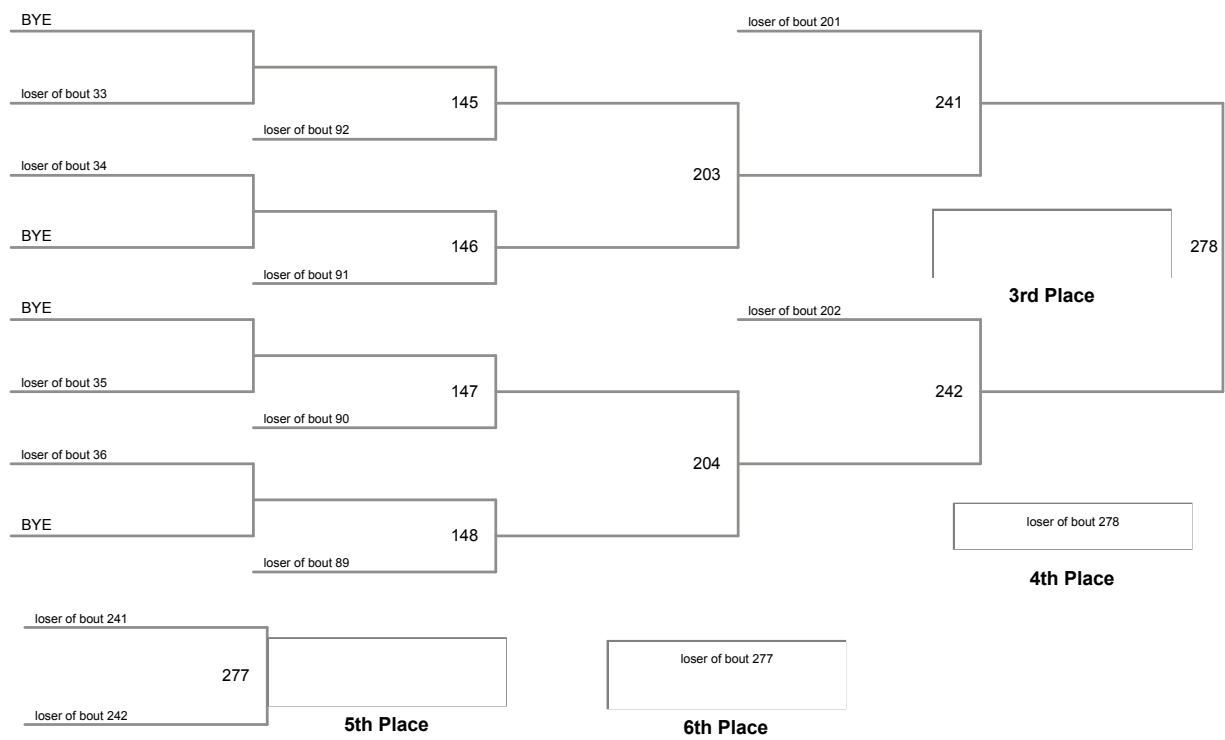 BYE
loser of bout 201
loser of bout 33
145
241
loser of bout 92
loser of bout 34
203
BYE
146
278
loser of bout 91
3rd Place
BYE
loser of bout 202
loser of bout 35
147
242
loser of bout 90
loser of bout 36
204
BYE
148
loser of bout 278
loser of bout 89
4th Place
loser of bout 241
277
loser of bout 277
loser of bout 242
5th Place
6th Place